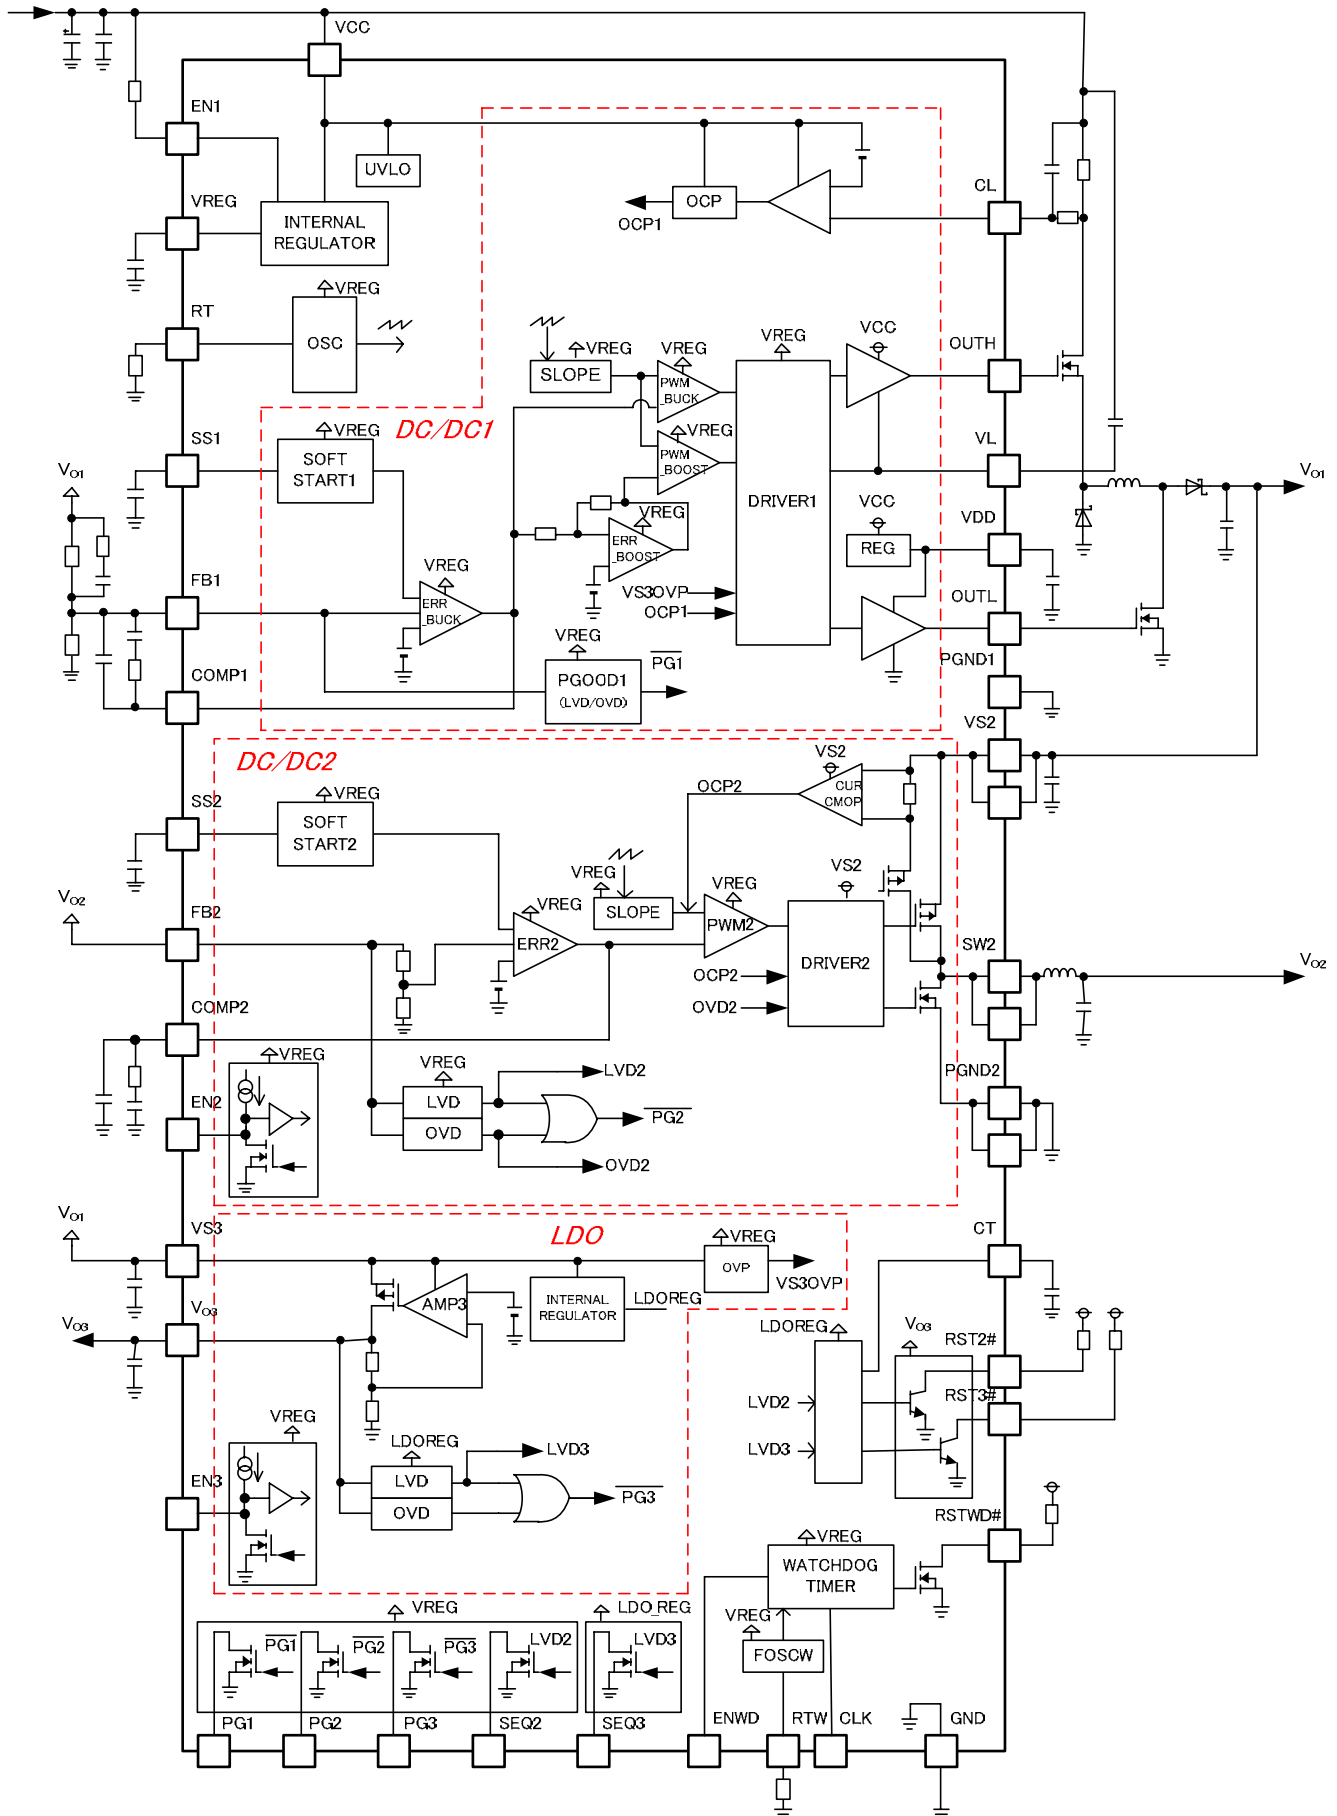 VCC
EN1
UVLO
VREG
INTERNAL
REGULATOR
OCP
OCP1
CL
RT
VREG
OSC
VREG
SLOPE
VREG
PWM
_BUCK
VREG
VCC
OUTH
DC/DC1
SS1
VREG
SOFT
START1
VREG
PWM
_BOOST
DRIVER1
VL
VO1
VO1
VREG
ERR
_BOOST
VCC
REG
VDD
FB1
VREG
ERR
_BUCK
VS3OVP
OCP1
OUTL
VREG
PGOOD1
(LVD/OVD)
PG1
PGND1
COMP1
VS2
DC/DC2
VS2
CUR
CMOP
OCP2
SS2
VREG
SOFT
START2
VREG
SLOPE
VREG
PWM2
VS2
DRIVER2
VO2
FB2
VREG
ERR2
OCP2
OVD2
SW2
VO2
COMP2
VREG
VREG
LVD
OVD
LVD2
PG2
OVD2
PGND2
EN2
VO1
VS3
LDO
VREG
OVP
VS3OVP
CT
AMP3
INTERNAL
REGULATOR
LDOREG
VO3
VO3
LDOREG
VO3
RST2#
LVD2
RST3#
LVD3
VREG
LDOREG
LVD
OVD
LVD3
PG3
EN3
RSTWD#
VREG
WATCHDOG
TIMER
VREG
LDO_REG
VREG
FOSCW
PG1
PG2
PG3
LVD2
LVD3
PG1
PG2
PG3
SEQ2
SEQ3
ENWD
RTW
CLK
GND